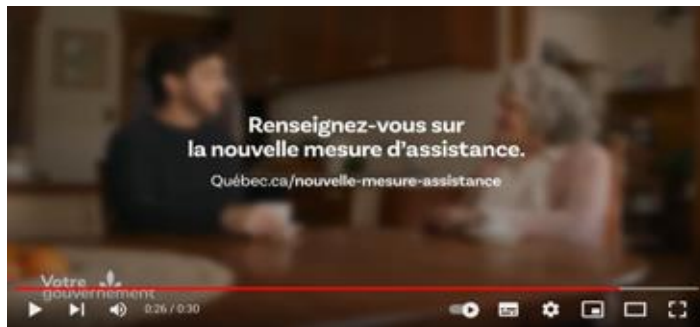 Renseignez-vous sur
la nouvelle mesure d'assistance.
Québec.ca/nouvelle-mesure-assistance
Votre
gouvernement
0:26 / 0:30